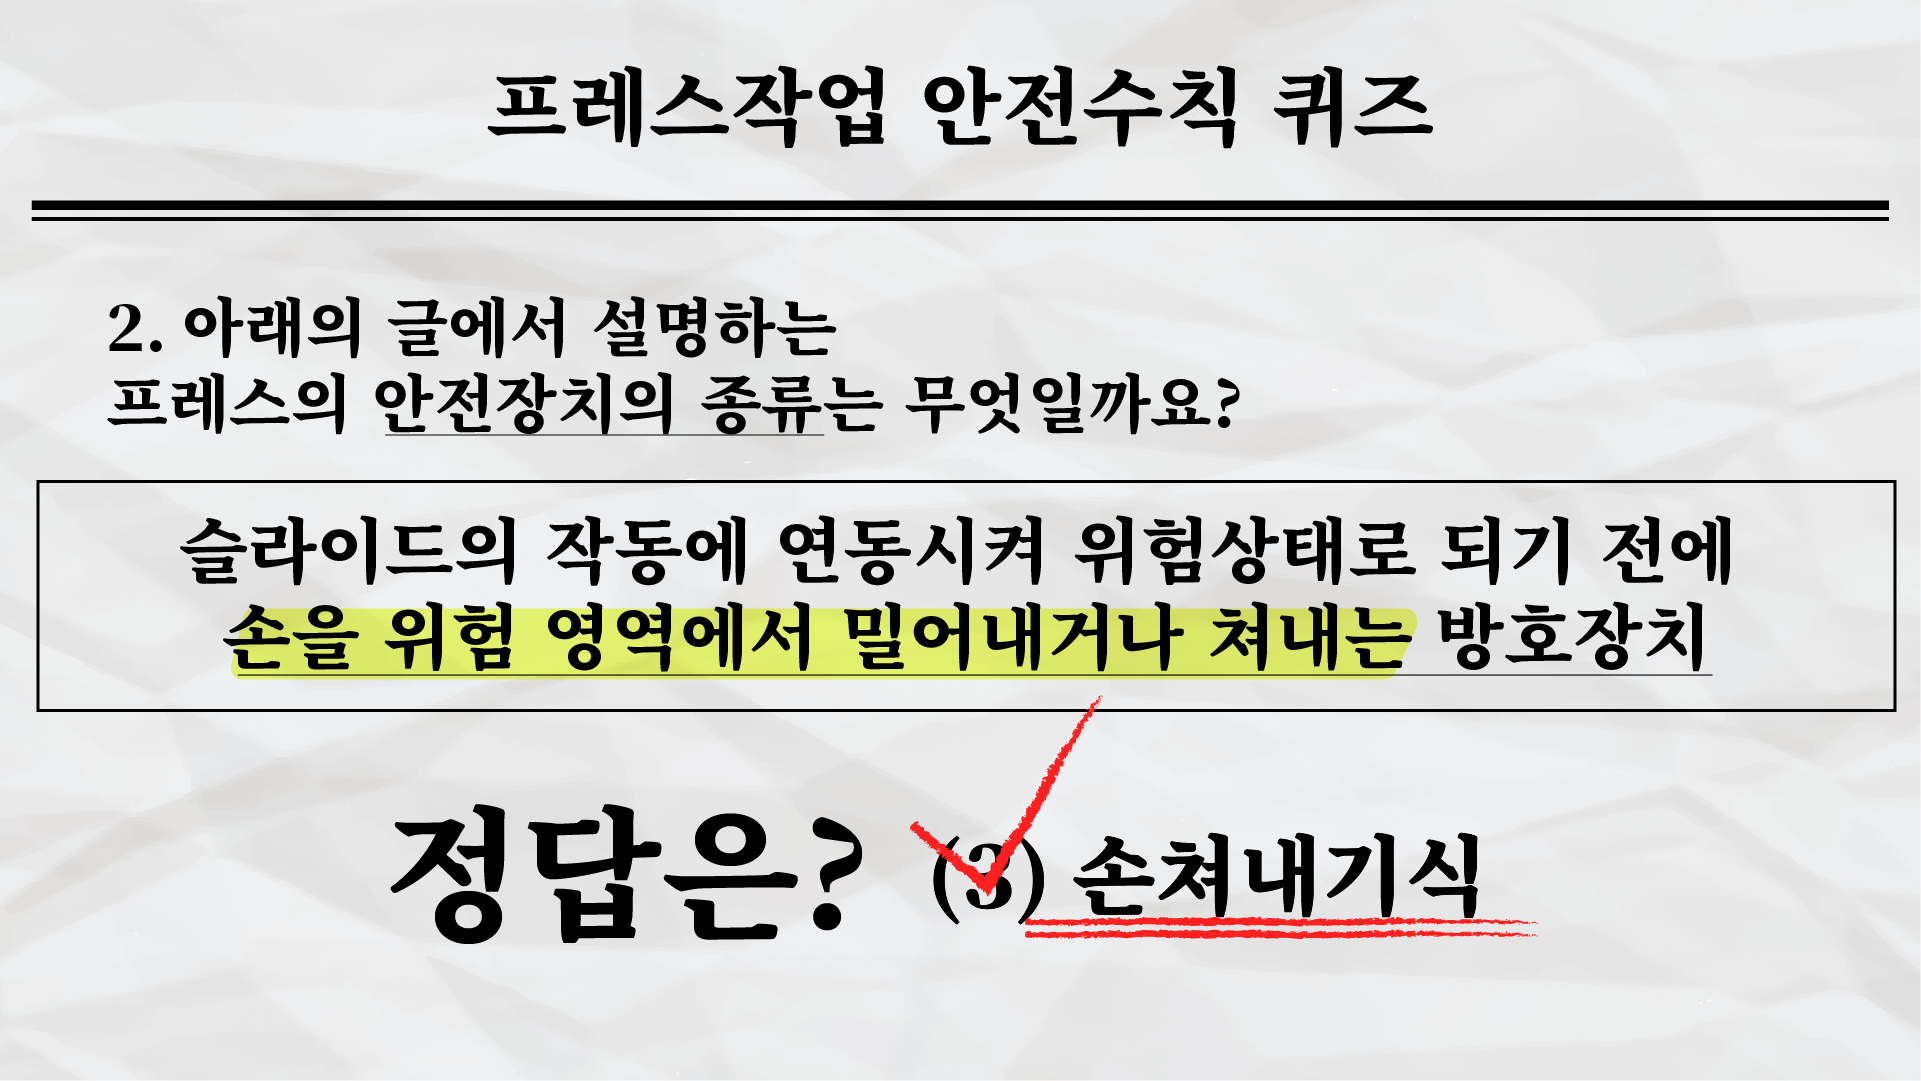 프레스작업 안전수칙 퀴즈
2. 아래의 글에서 설명하는
프레스의 안전장치의 종류는 무엇일까요?
슬라이드의 작동에 연동시켜 위험상태로 되기 전에
손을 위험 영역에서 밀어내거나 쳐내는 방호장치
정답은? (3) 손쳐내기식